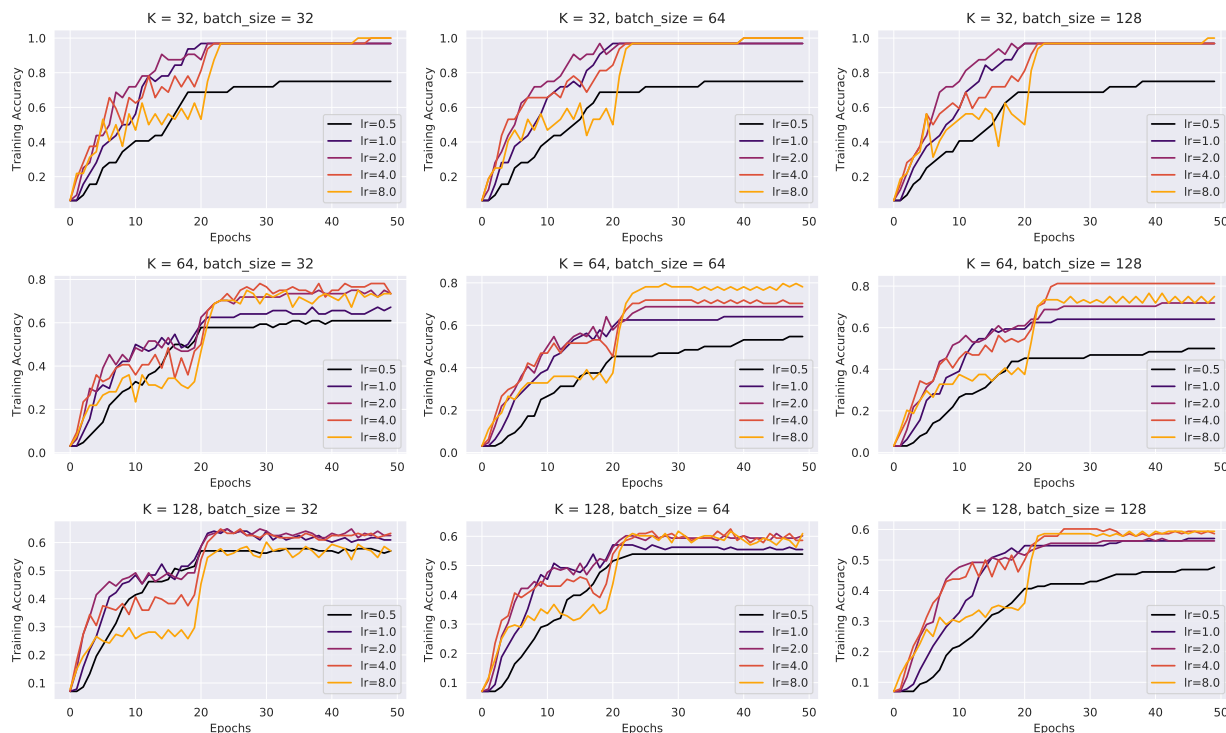 K = 32, batch_size = 32
1.0
0.8
0.6
0.4
0.2
Training Accuracy
0 10 20 30 40 50
Epochs
lr=0.5
lr=1.0
lr=2.0
lr=4.0
lr=8.0
K = 32, batch_size = 64
1.0
0.8
0.6
0.4
0.2
Training Accuracy
0 10 20 30 40 50
Epochs
lr=0.5
lr=1.0
lr=2.0
lr=4.0
lr=8.0
K = 32, batch_size = 128
1.0
0.8
0.6
0.4
0.2
Training Accuracy
0 10 20 30 40 50
Epochs
lr=0.5
lr=1.0
lr=2.0
lr=4.0
lr=8.0
K = 64, batch_size = 32
0.8
0.6
0.4
0.2
0.0
Training Accuracy
0 10 20 30 40 50
Epochs
lr=0.5
lr=1.0
lr=2.0
lr=4.0
lr=8.0
K = 64, batch_size = 64
0.8
0.6
0.4
0.2
0.0
Training Accuracy
0 10 20 30 40 50
Epochs
lr=0.5
lr=1.0
lr=2.0
lr=4.0
lr=8.0
K = 64, batch_size = 128
0.8
0.6
0.4
0.2
0.0
Training Accuracy
0 10 20 30 40 50
Epochs
lr=0.5
lr=1.0
lr=2.0
lr=4.0
lr=8.0
K = 128, batch_size = 32
0.6
0.5
0.4
0.3
0.2
0.1
Training Accuracy
0 10 20 30 40 50
Epochs
lr=0.5
lr=1.0
lr=2.0
lr=4.0
lr=8.0
K = 128, batch_size = 64
0.6
0.5
0.4
0.3
0.2
0.1
Training Accuracy
0 10 20 30 40 50
Epochs
lr=0.5
lr=1.0
lr=2.0
lr=4.0
lr=8.0
K = 128, batch_size = 128
0.6
0.5
0.4
0.3
0.2
0.1
Training Accuracy
0 10 20 30 40 50
Epochs
lr=0.5
lr=1.0
lr=2.0
lr=4.0
lr=8.0